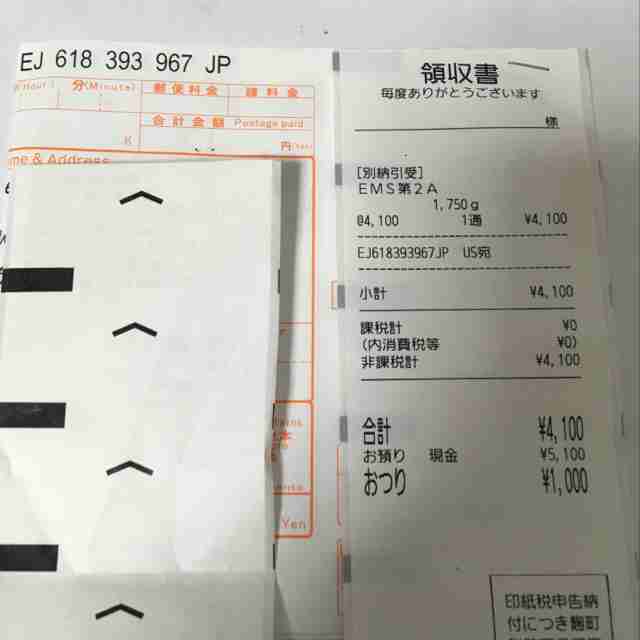 EJ 618 393 967 JP
分(Minute)
郵便料金
諸料金
合計金額 Postage paid
円(Yen)
me & Address
Yen
領収書
毎度ありがとうございます
様
[別納引受]
EMS第2A
1,750g
@4,100 1通 ¥4,100
EJ618393967JP US宛
小計 ¥4,100
課税計 ¥0
(内消費税等 ¥0)
非課税計 ¥4,100
合計 ¥4,100
お預り 現金 ¥5,100
おつり ¥1,000
印紙税申告納
付につき麹町